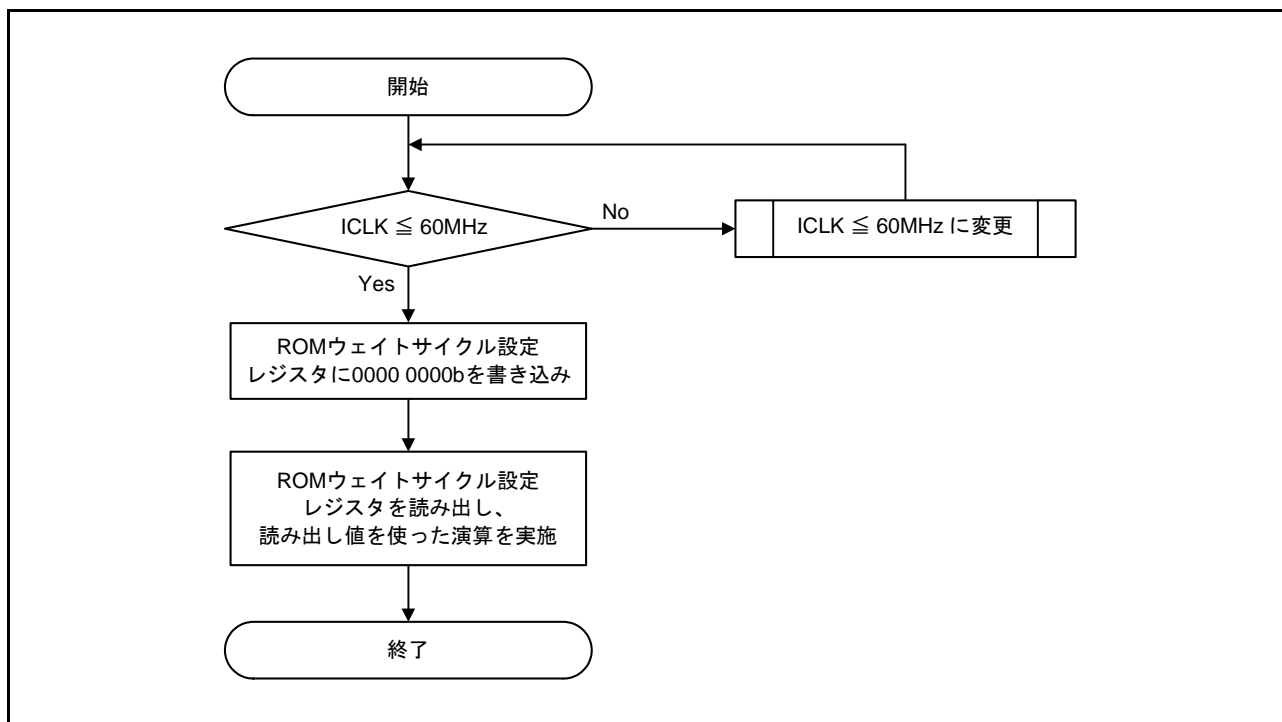 開始
ICLK ≦ 60MHz
No
ICLK ≦ 60MHz に変更
Yes
ROMウェイトサイクル設定
レジスタに0000 0000bを書き込み
ROMウェイトサイクル設定
レジスタを読み出し、
読み出し値を使った演算を実施
終了